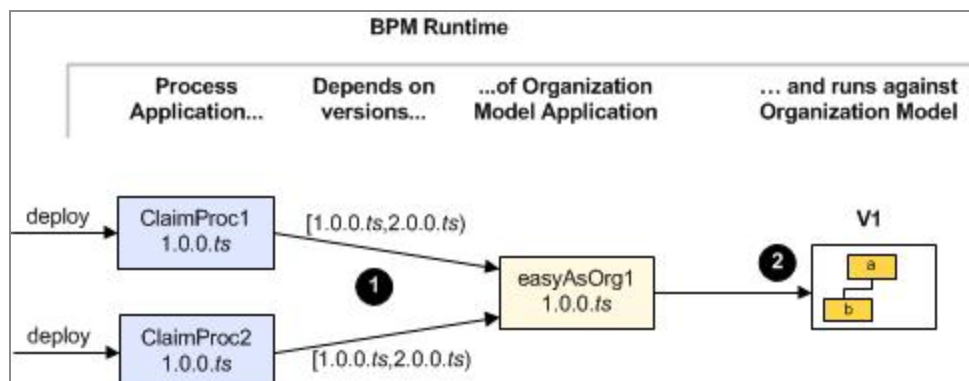 BPM Runtime
Process
Application...
Depends on
versions...
...of Organization
Model Application
... and runs against
Organization Model
deploy
ClaimProc1
1.0.0.ts
[1.0.0.ts,2.0.0.ts)
1
easyAsOrg1
1.0.0.ts
2
V1
a
b
deploy
ClaimProc2
1.0.0.ts
[1.0.0.ts,2.0.0.ts)